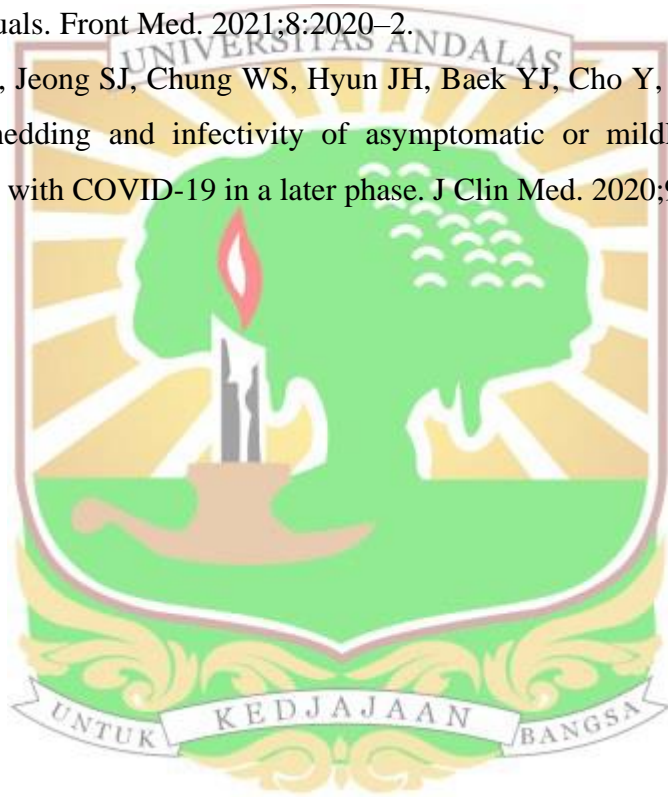 uals. Front Med. 2021;8:2020–2.
UNIVERSITAS ANDALAS
, Jeong SJ, Chung WS, Hyun JH, Baek YJ, Cho Y,
hedding and infectivity of asymptomatic or mild
with COVID-19 in a later phase. J Clin Med. 2020;
UNTUK KEDJAJAAN BANGSA